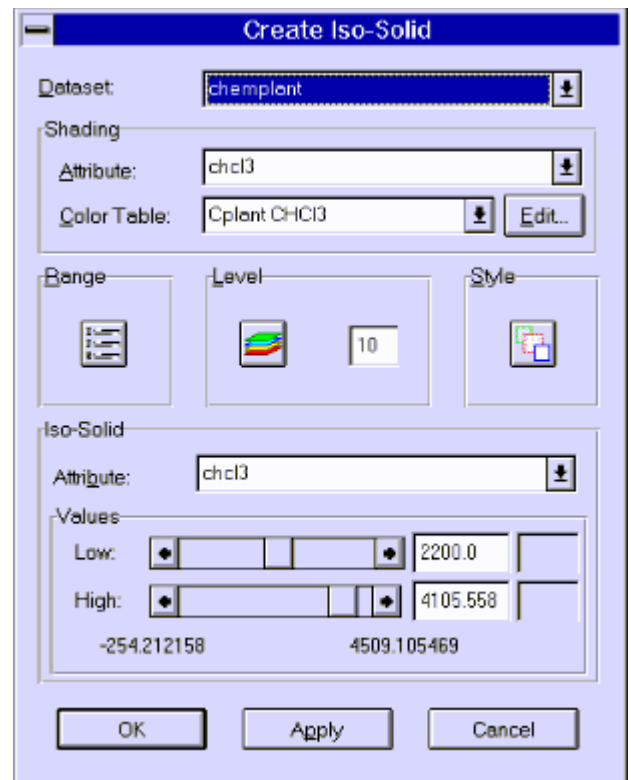 Create Iso-Solid
Dataset: chemplant
Shading
Attribute: chcl3
Color Table: Cplant CHCl3 Edit...
Range Level Style
10
Iso-Solid
Attribute: chcl3
Values
Low: 2200.0
High: 4105.558
-254.212158 4509.105469
OK Apply Cancel